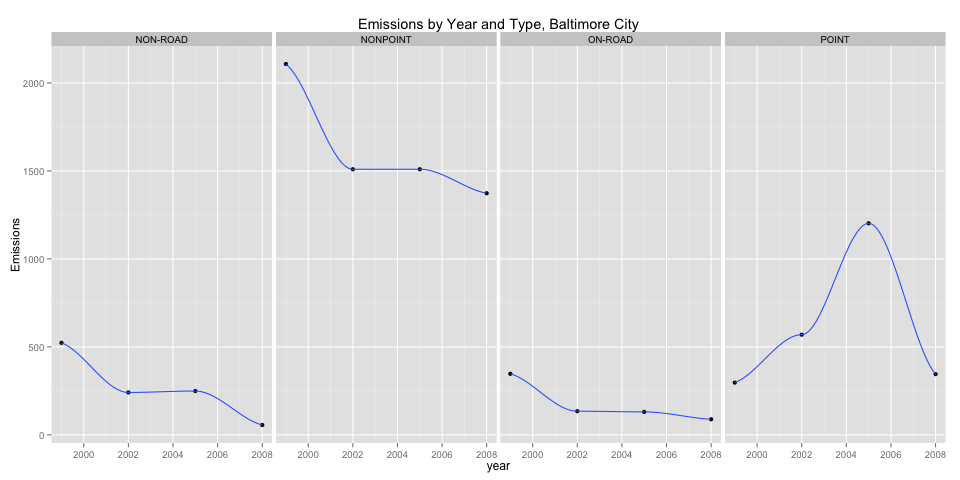 Emissions by Year and Type, Baltimore City
NON-ROAD NONPOINT ON-ROAD POINT
2000
1500
1000
500
0
Emissions
2000 2002 2004 2006 2008 2000 2002 2004 2006 2008 2000 2002 2004 2006 2008 2000 2002 2004 2006 2008
year